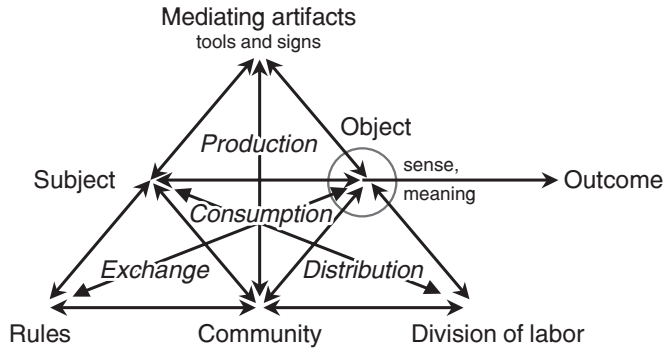 Mediating artifacts
tools and signs
Object
Production
sense,
Subject
Outcome
meaning
Consumption
Exchange
Distribution
Rules
Community
Division of labor